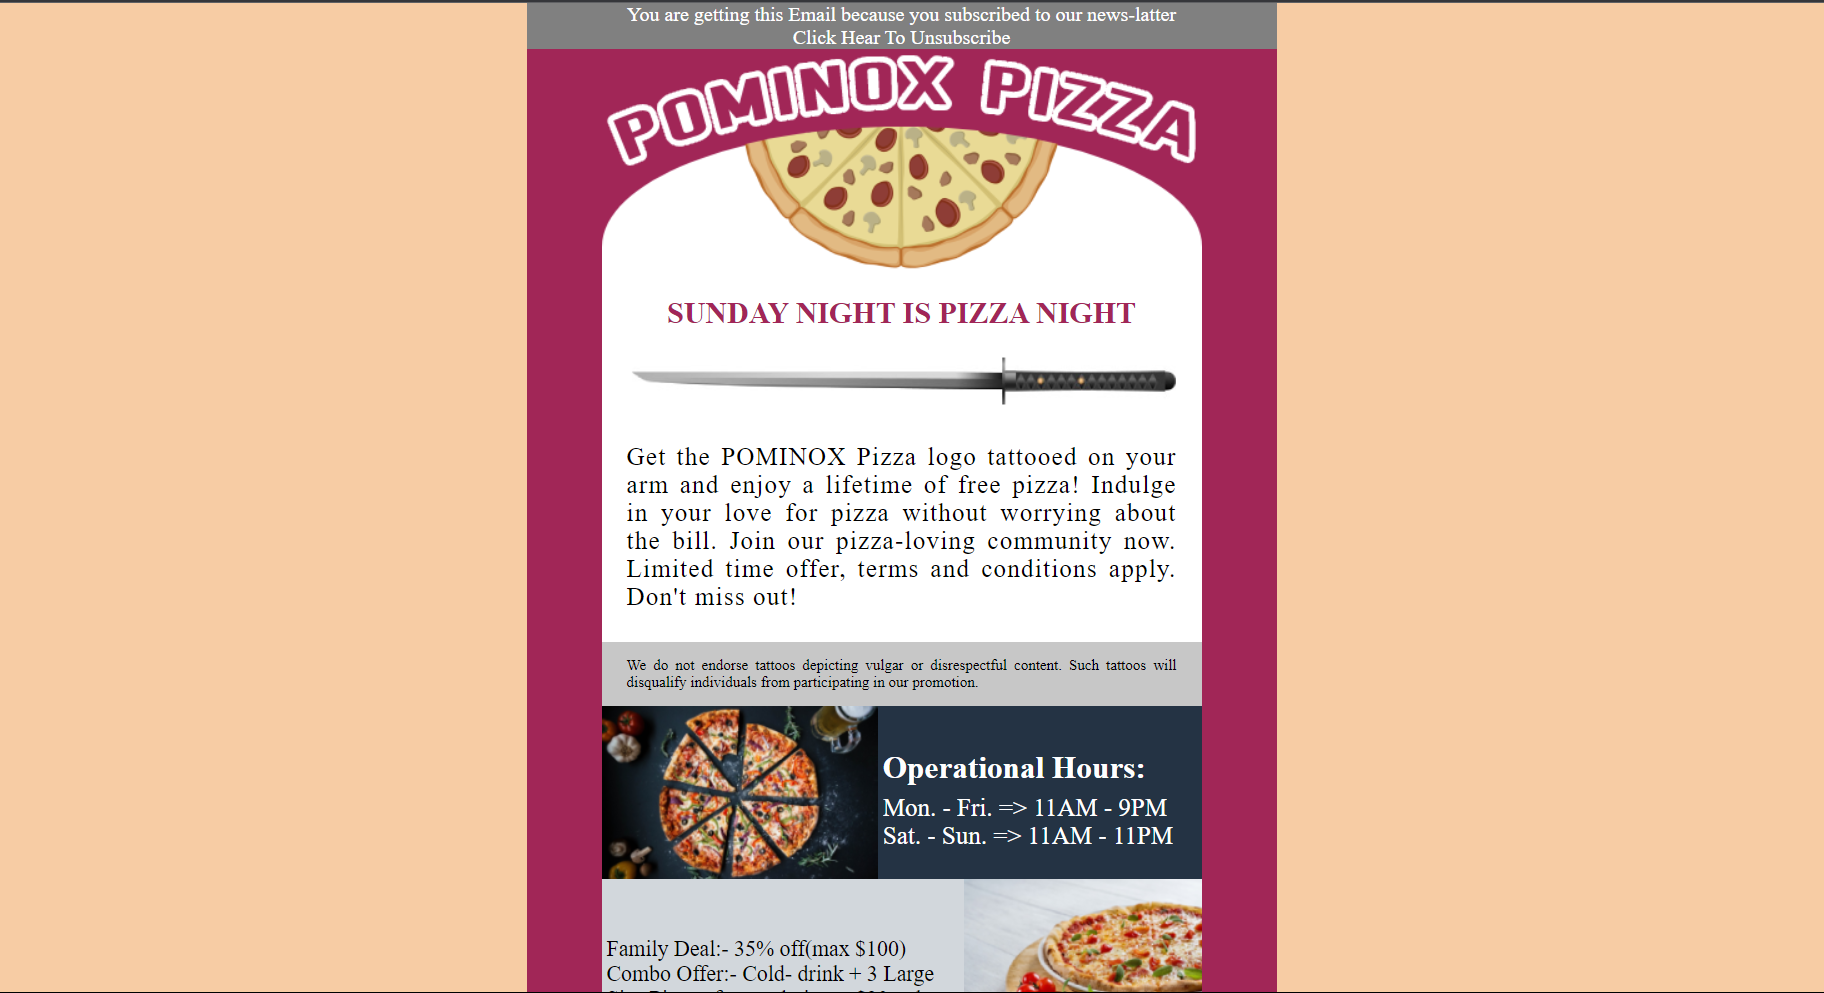 You are getting this Email because you subscribed to our news-latter
Click Hear To Unsubscribe
POMINOX PIZZA
SUNDAY NIGHT IS PIZZA NIGHT
Get the POMINOX Pizza logo tattooed on your
arm and enjoy a lifetime of free pizza! Indulge
in your love for pizza without worrying about
the bill. Join our pizza-loving community now.
Limited time offer, terms and conditions apply.
Don't miss out!
We do not endorse tattoos depicting vulgar or disrespectful content. Such tattoos will
disqualify individuals from participating in our promotion.
Operational Hours:
Mon. - Fri. => 11AM - 9PM
Sat. - Sun. => 11AM - 11PM
Family Deal:- 35% off(max $100)
Combo Offer:- Cold- drink + 3 Large